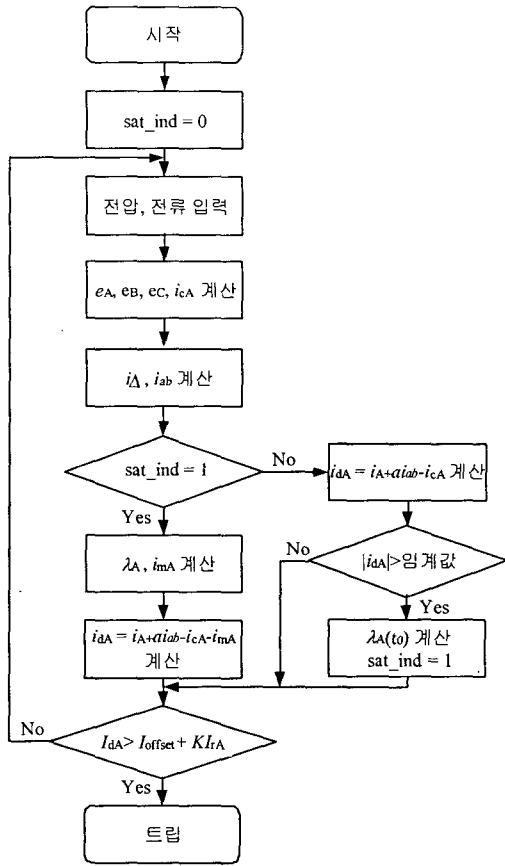 시작
sat_ind = 0
전압, 전류 입력
eA, eB, eC, icA 계산
iΔ, iab 계산
sat_ind = 1
No
idA = iA+aiab-icA 계산
Yes
λA, imA 계산
No
|idA|>임계값
Yes
idA = iA+aiab-icA-imA
계산
λA(t0) 계산
sat_ind = 1
No
IdA> Ioffset + KIrA
Yes
트립